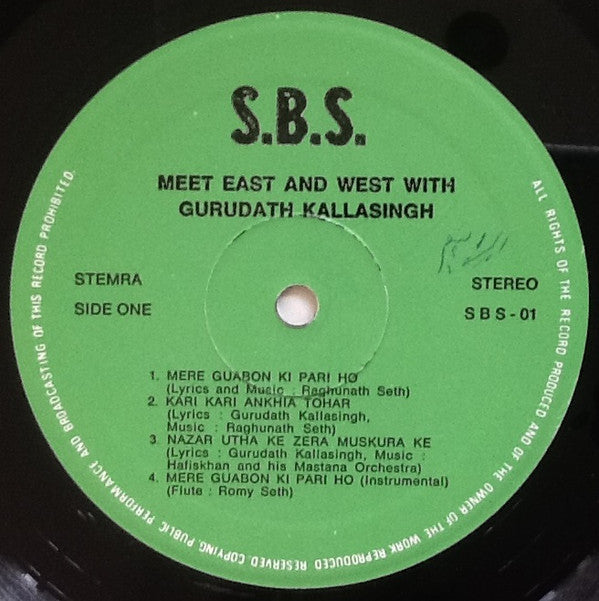 S.B.S.
MEET EAST AND WEST WITH
GURUDATH KALLASINGH
STEMRA
SIDE ONE
STEREO
S B S - 01
1. MERE GUABON KI PARI HO
(Lyrics and Music : Raghunath Seth)
2. KARI KARI ANKHIA TOHAR
(Lyrics : Gurudath Kallasingh,
Music : Raghunath Seth)
3. NAZAR UTHA KE ZERA MUSKURA KE
(Lyrics : Gurudath Kallasingh, Music :
Hafiskhan and his Mastana Orchestra)
4. MERE GUABON KI PARI HO (Instrumental)
(Flute : Romy Seth)
ALL RIGHTS OF THE RECORD PRODUCED AND OF THE OWNER OF THE WORK REPRODUCED RESERVED. COPYING, PUBLIC PERFORMANCE AND BROADCASTING OF THIS RECORD PROHIBITED.